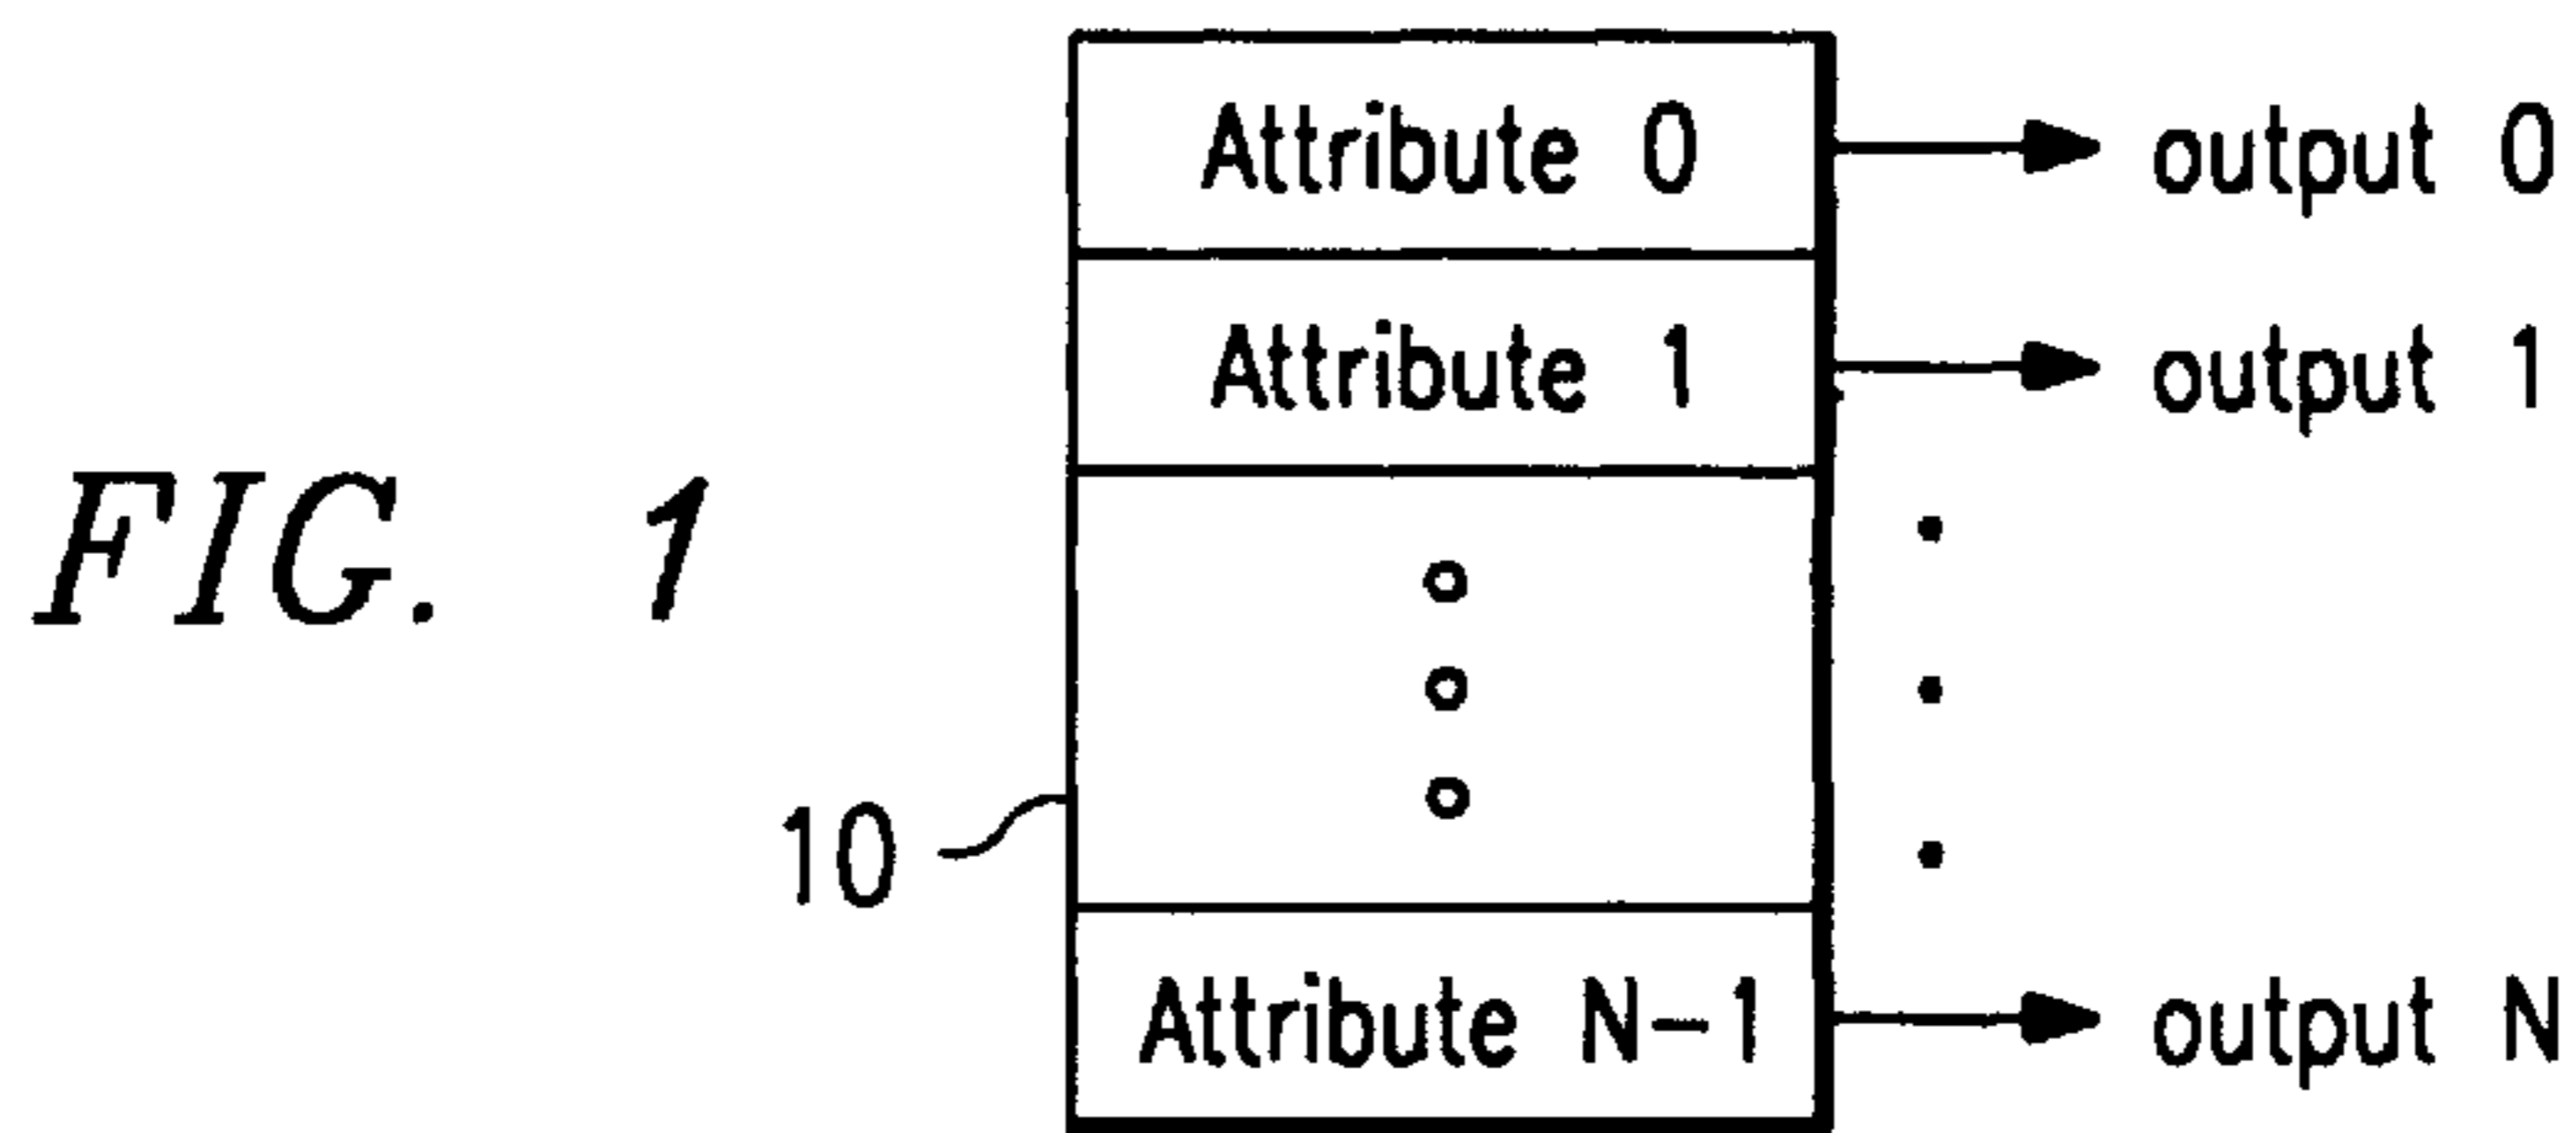 Attribute 0 output 0
Attribute 1 output 1
FIG. 1
10
Attribute N-1 output N